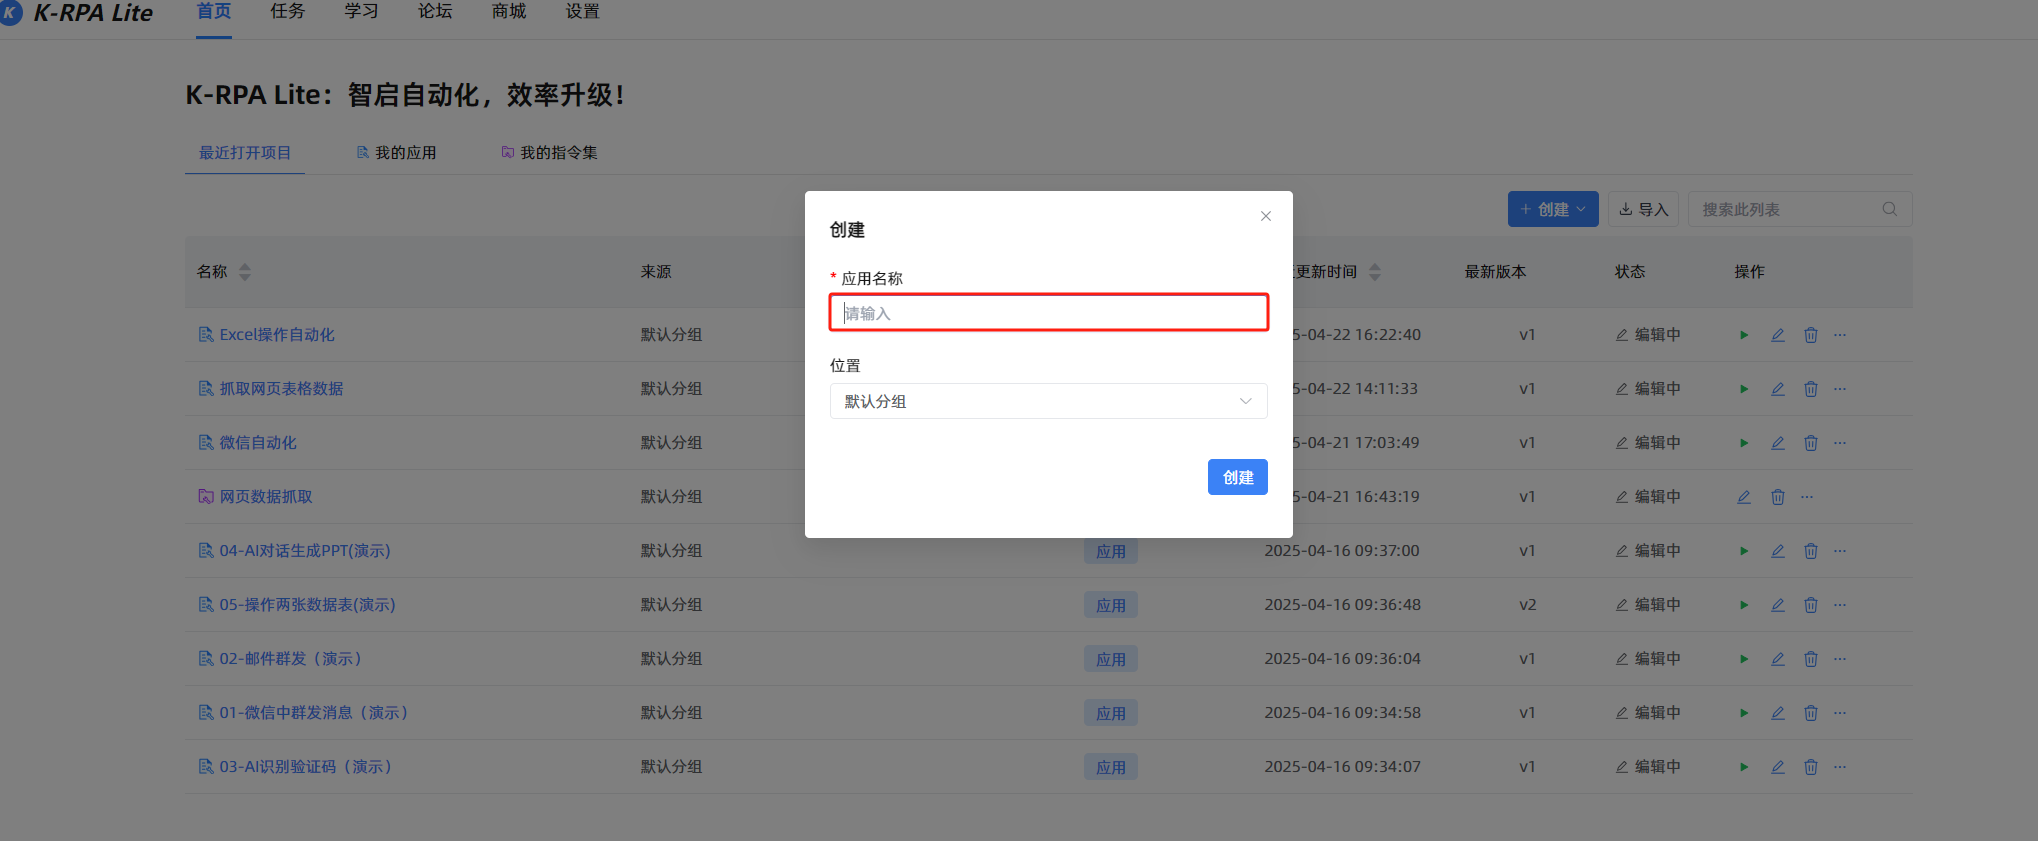 K K-RPA Lite 首页 任务 学习 论坛 商城 设置
K-RPA Lite：智启自动化，效率升级！
最近打开项目 我的应用 我的指令集
+ 创建 导入 搜索此列表
名称 来源 更新时间 最新版本 状态 操作
Excel操作自动化 默认分组 5-04-22 16:22:40 v1 编辑中 ...
抓取网页表格数据 默认分组 5-04-22 14:11:33 v1 编辑中 ...
微信自动化 默认分组 5-04-21 17:03:49 v1 编辑中 ...
网页数据抓取 默认分组 5-04-21 16:43:19 v1 编辑中 ...
04-AI对话生成PPT(演示) 默认分组 应用 2025-04-16 09:37:00 v1 编辑中 ...
05-操作两张数据表(演示) 默认分组 应用 2025-04-16 09:36:48 v2 编辑中 ...
02-邮件群发（演示） 默认分组 应用 2025-04-16 09:36:04 v1 编辑中 ...
01-微信中群发消息（演示） 默认分组 应用 2025-04-16 09:34:58 v1 编辑中 ...
03-AI识别验证码（演示） 默认分组 应用 2025-04-16 09:34:07 v1 编辑中 ...
创建
* 应用名称
请输入
位置
默认分组
创建